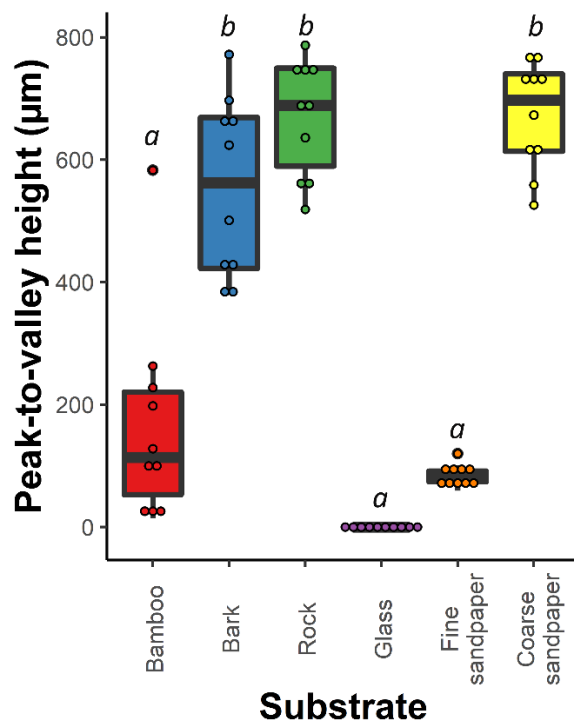 Peak-to-valley height (μm)
800
600
400
200
0
a
b
b
a
a
b
Bamboo
Bark
Rock
Glass
Fine
sandpaper
Coarse
sandpaper
Substrate